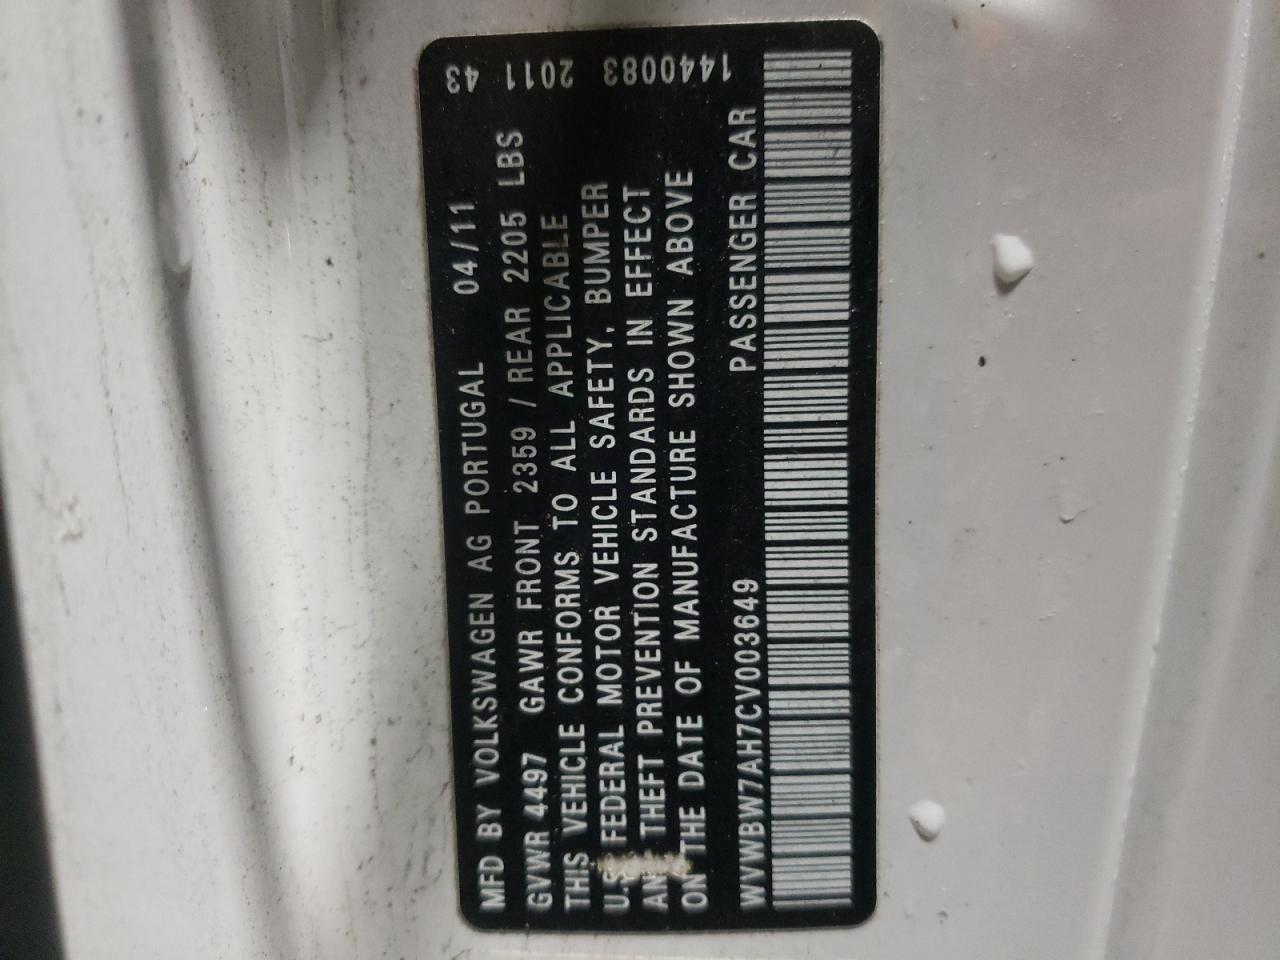 MFD BY VOLKSWAGEN AG PORTUGAL 04/11
GVWR 4497 GAWR FRONT 2359 / REAR 2205 LBS
THIS VEHICLE CONFORMS TO ALL APPLICABLE
U.S. FEDERAL MOTOR VEHICLE SAFETY, BUMPER
AND THEFT PREVENTION STANDARDS IN EFFECT
ON THE DATE OF MANUFACTURE SHOWN ABOVE
WVWBW7AH7CV003649 PASSENGER CAR
1440083 2011 43